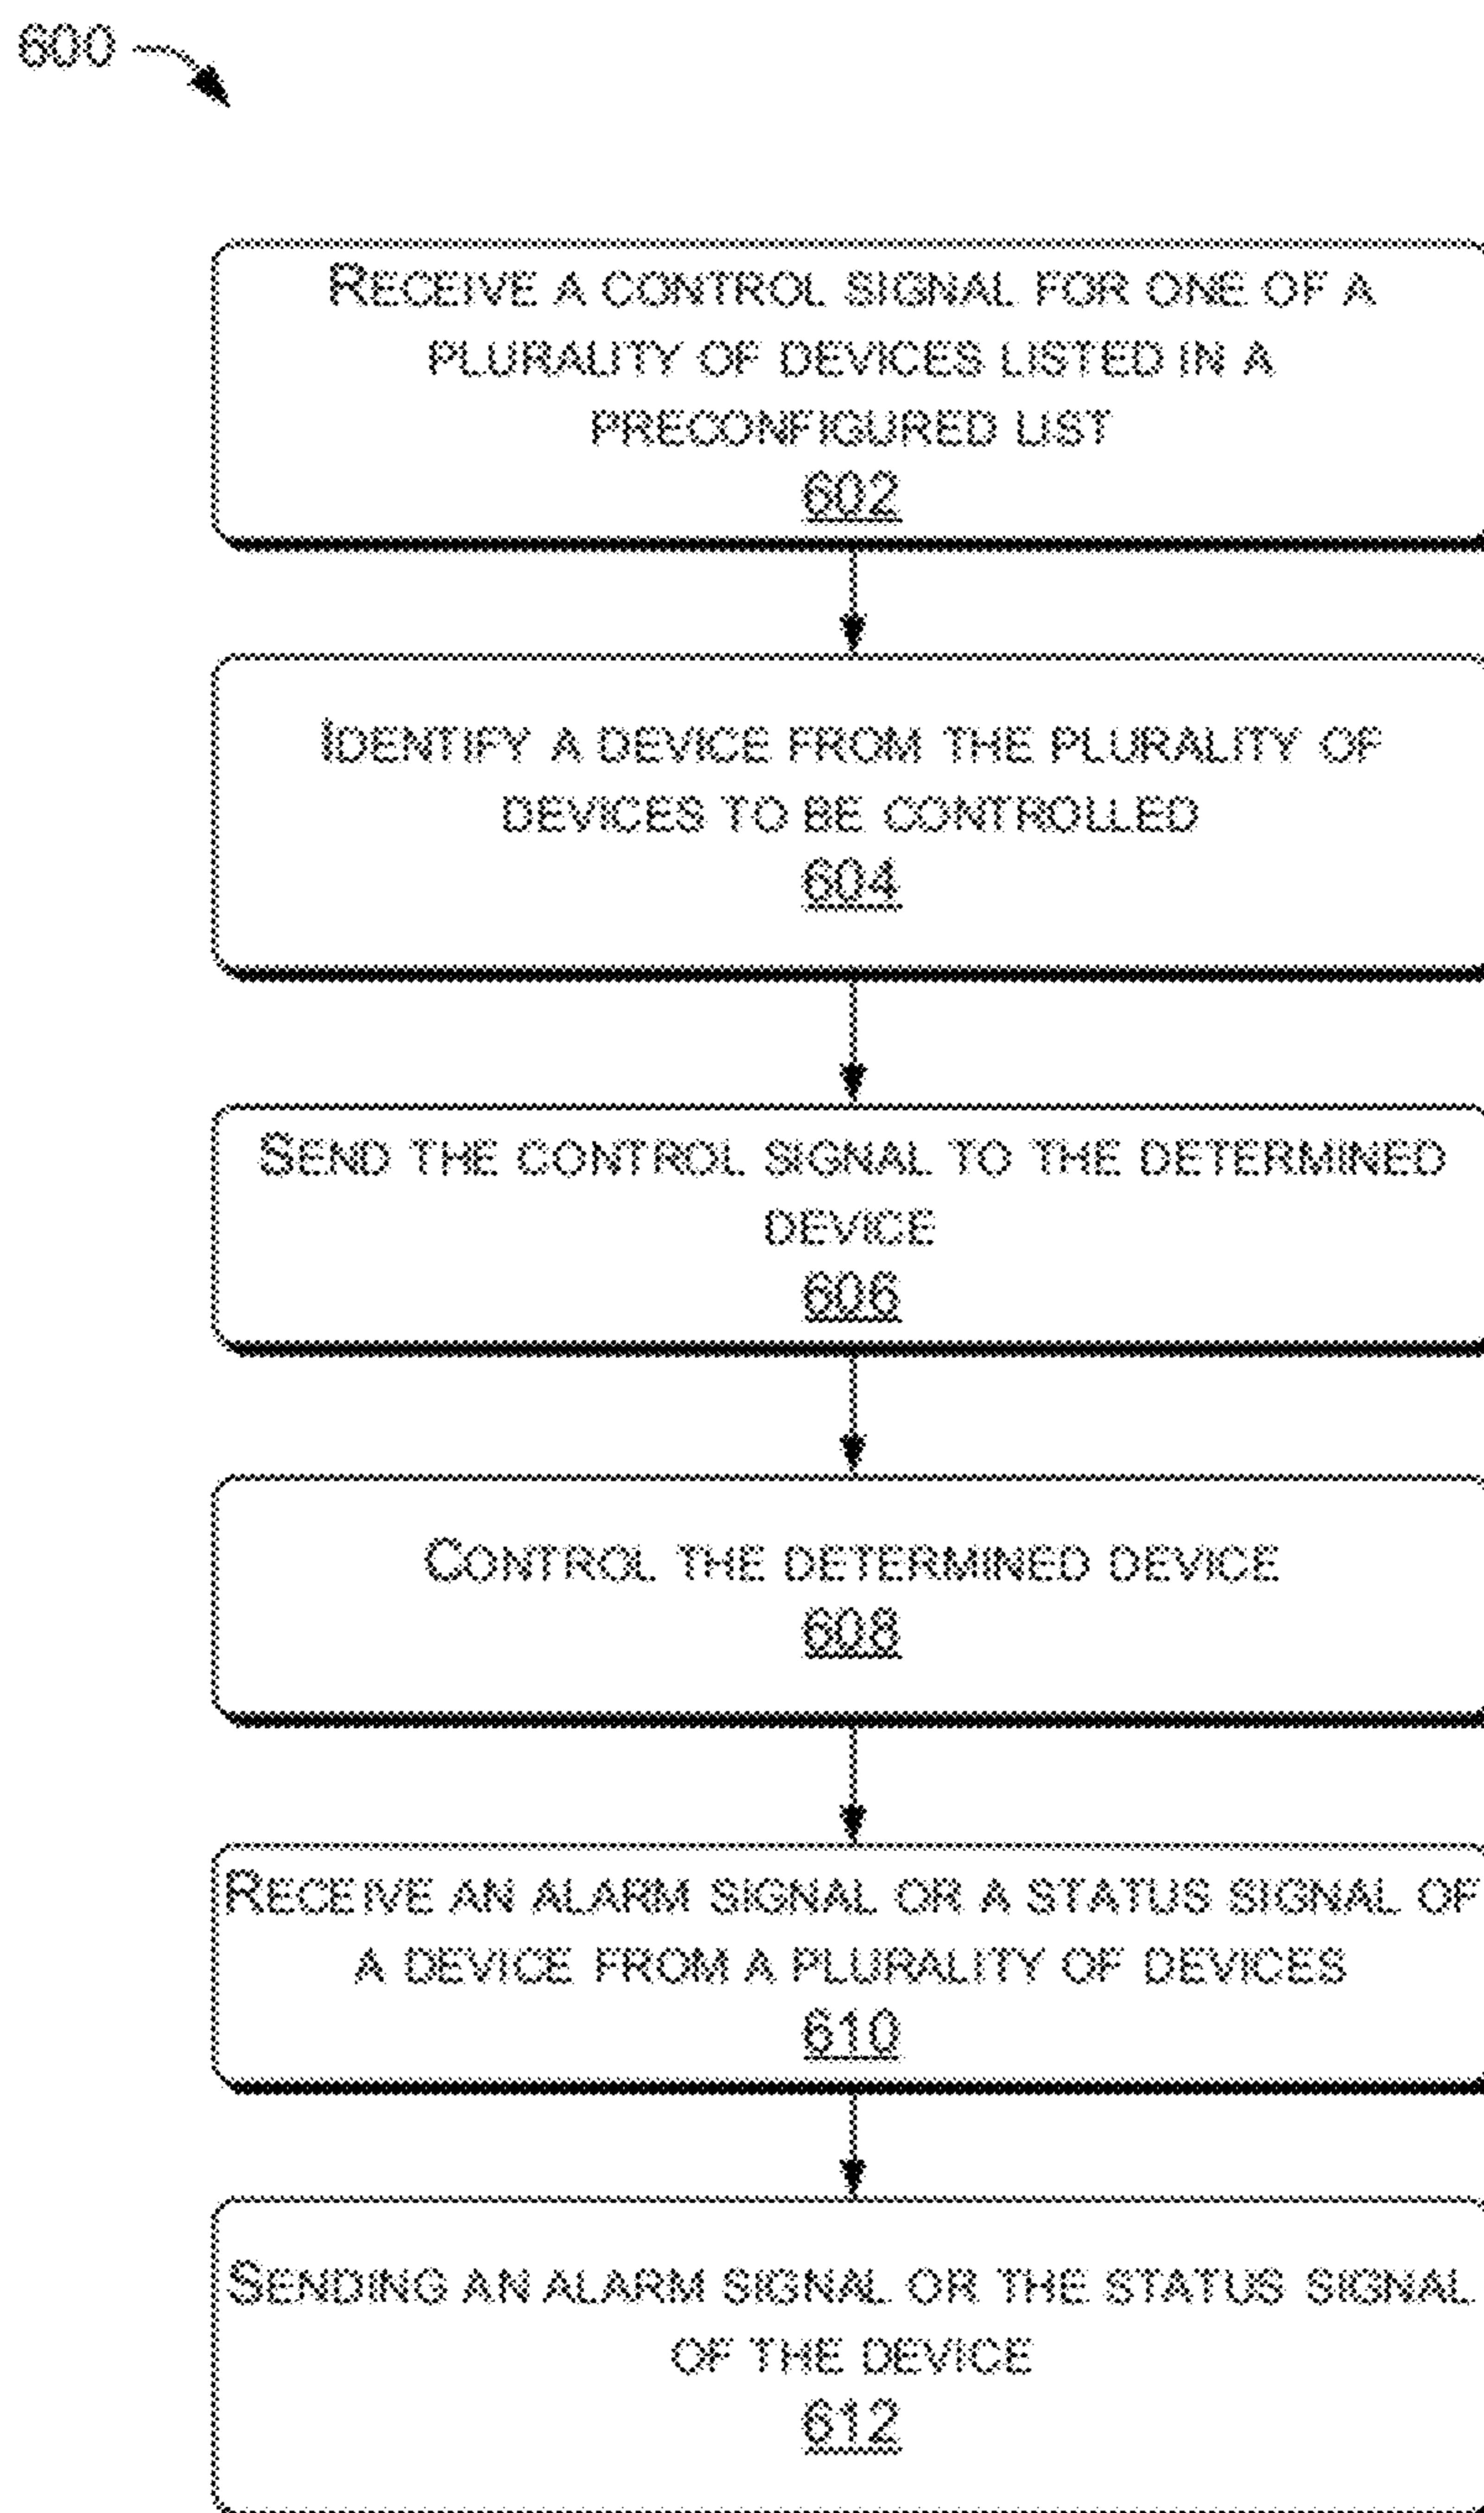 600
RECEIVE A CONTROL SIGNAL FOR ONE OF A
PLURALITY OF DEVICES LISTED IN A
PRECONFIGURED LIST
602
IDENTIFY A DEVICE FROM THE PLURALITY OF
DEVICES TO BE CONTROLLED
604
SEND THE CONTROL SIGNAL TO THE DETERMINED
DEVICE
606
CONTROL THE DETERMINED DEVICE
608
RECEIVE AN ALARM SIGNAL OR A STATUS SIGNAL OF
A DEVICE FROM A PLURALITY OF DEVICES
610
SENDING AN ALARM SIGNAL OR THE STATUS SIGNAL
OF THE DEVICE
612